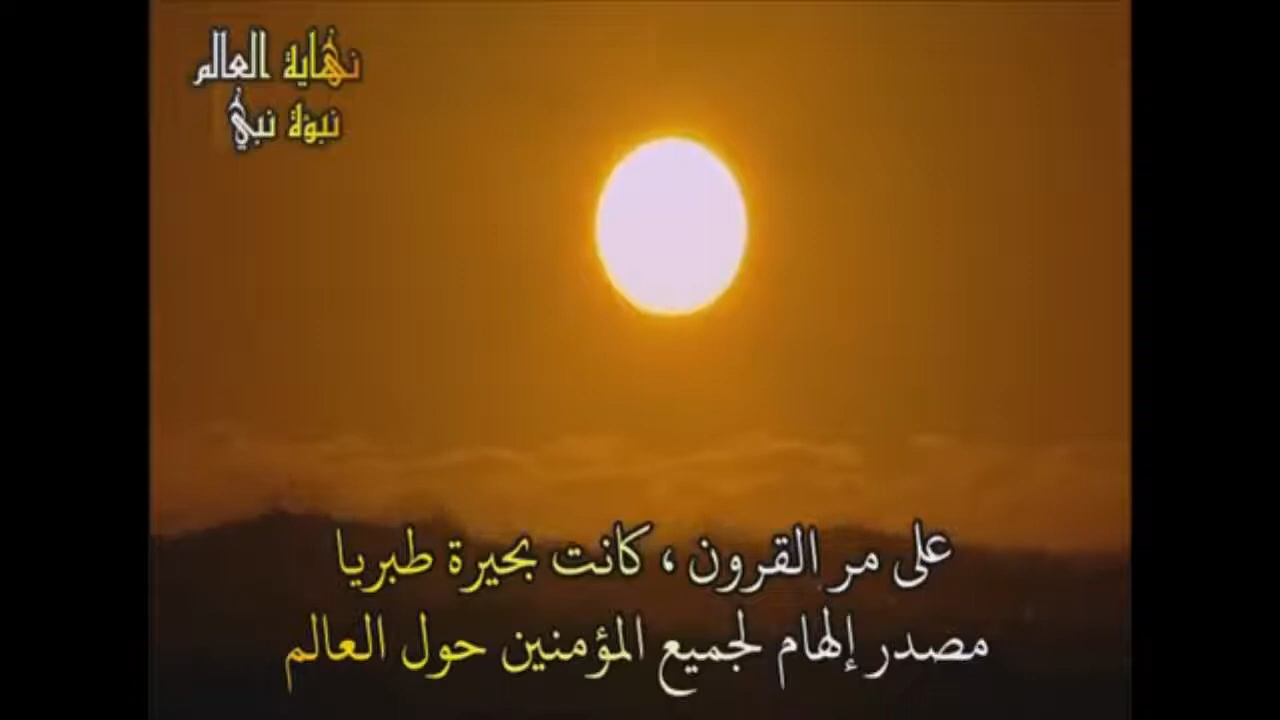 نهاية العالم
نبوة نبي
على مر القرون ، كانت بحيرة طبريا
مصدر إلهام لجميع المؤمنين حول العالم